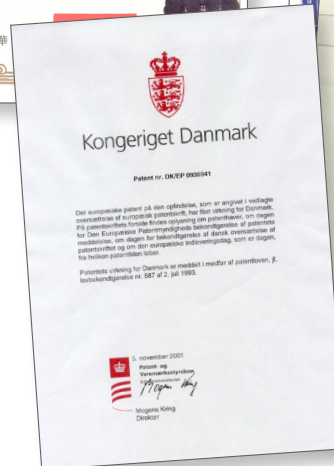 Kongeriget Danmark
Patent nr. DK/EP 0936941
Det europæiske patent på den opfindelse, som er angivet i vedlagte
oversættelse af europæisk patentskrift, har fået virkning for Danmark.
På patentskriftets forside findes oplysning om patenthaver, om dagen
for Den Europæiske Patentmyndigheds bekendtgørelse af patentets
meddelelse, om dagen for bekendtgørelse af dansk oversættelse af
patentskriftet og om den europæiske indleveringsdag, som er dagen,
fra hvilken patenttiden løber.
Patentets virkning for Danmark er meddelt i medfør af patentloven, jf.
lovbekendtgørelse nr. 587 af 2. juli 1993.
5. november 2001
Patent- og
Varemærkestyrelsen
Mogens Kring
Mogens Kring
Direktør